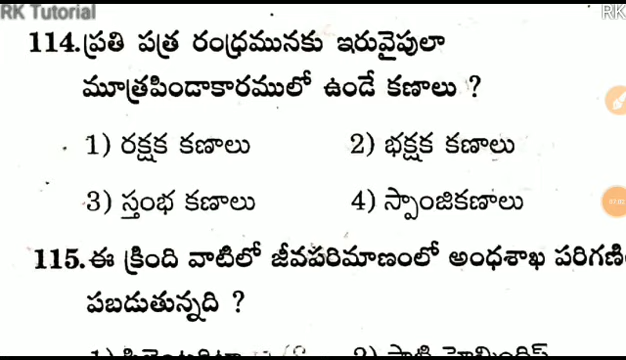 RK Tutorial
RK
114. ప్రతి పత్ర రంధ్రమునకు ఇరువైపులా
మూత్రపిండాకారములో ఉండే కణాలు ?
1) రక్షక కణాలు 2) భక్షక కణాలు
3) స్తంభ కణాలు 4) స్పాంజికణాలు
115. ఈ క్రింది వాటిలో జీవపరిమాణంలో అంధశాఖ పరిగణి
పబడుతున్నది ?